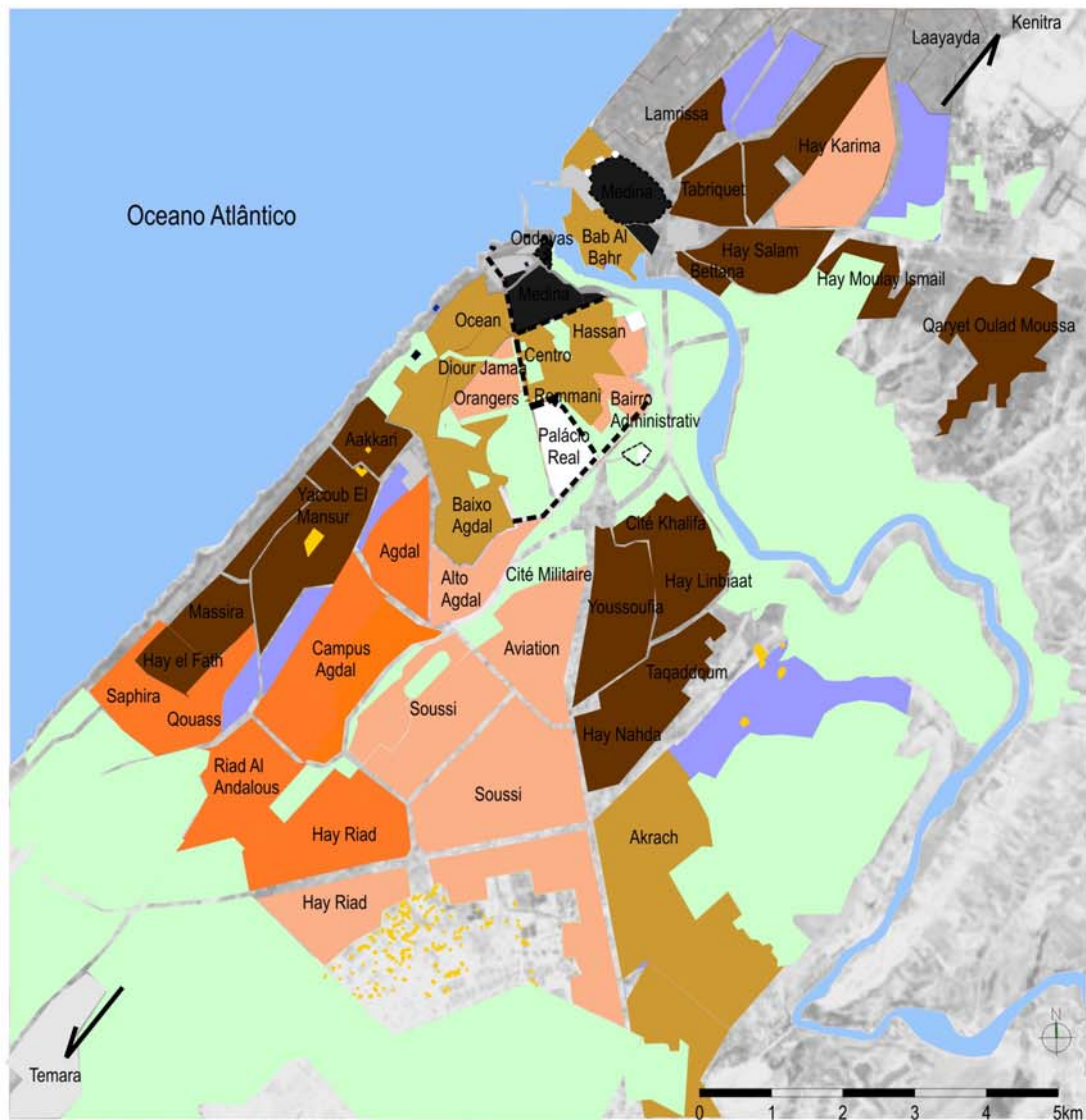 Kenitra
Laayayda
Lamrissa
Hay Karima
Oceano Atlântico
Medina
Tabriquet
Oudayas
Bab Al
Bahr
Hay Salam
Bettana
Hay Moulay Ismail
Medina
Qaryet Oulad Moussa
Ocean
Hassan
Centro
Diour Jamaa
Orangers
Remmani
Bairro
Administrativ
Palácio
Real
Aakkari
Yacoub El
Mansur
Baixo
Agdal
Cité Khalifa
Agdal
Alto
Agdal
Cité Militaire
Hay Linbiaat
Youssoufia
Massira
Campus
Agdal
Aviation
Hay el Fath
Taqaddoum
Saphira
Qouass
Soussi
Hay Nahda
Riad Al
Andalous
Soussi
Hay Riad
Akrach
Hay Riad
N
Temara
0 1 2 3 4 5km